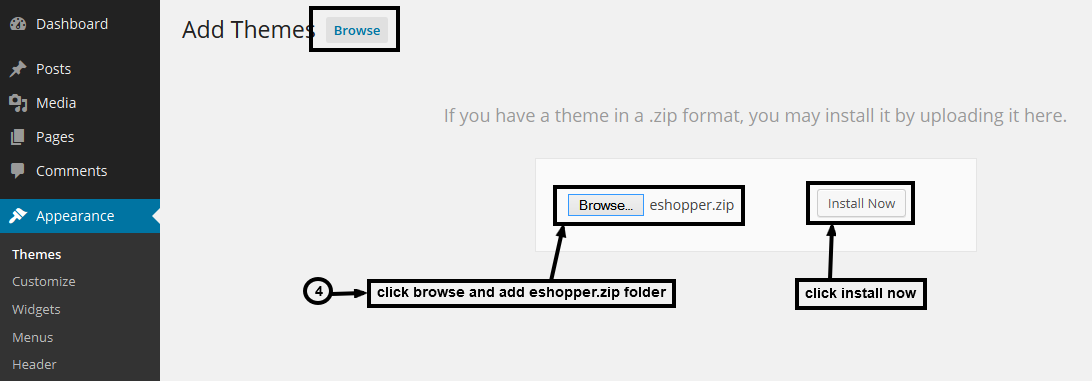 Dashboard
Posts
Media
Pages
Comments
Appearance
Themes
Customize
Widgets
Menus
Header
Add Themes Browse
If you have a theme in a .zip format, you may install it by uploading it here.
Browse... eshopper.zip
Install Now
4 click browse and add eshopper.zip folder
click install now